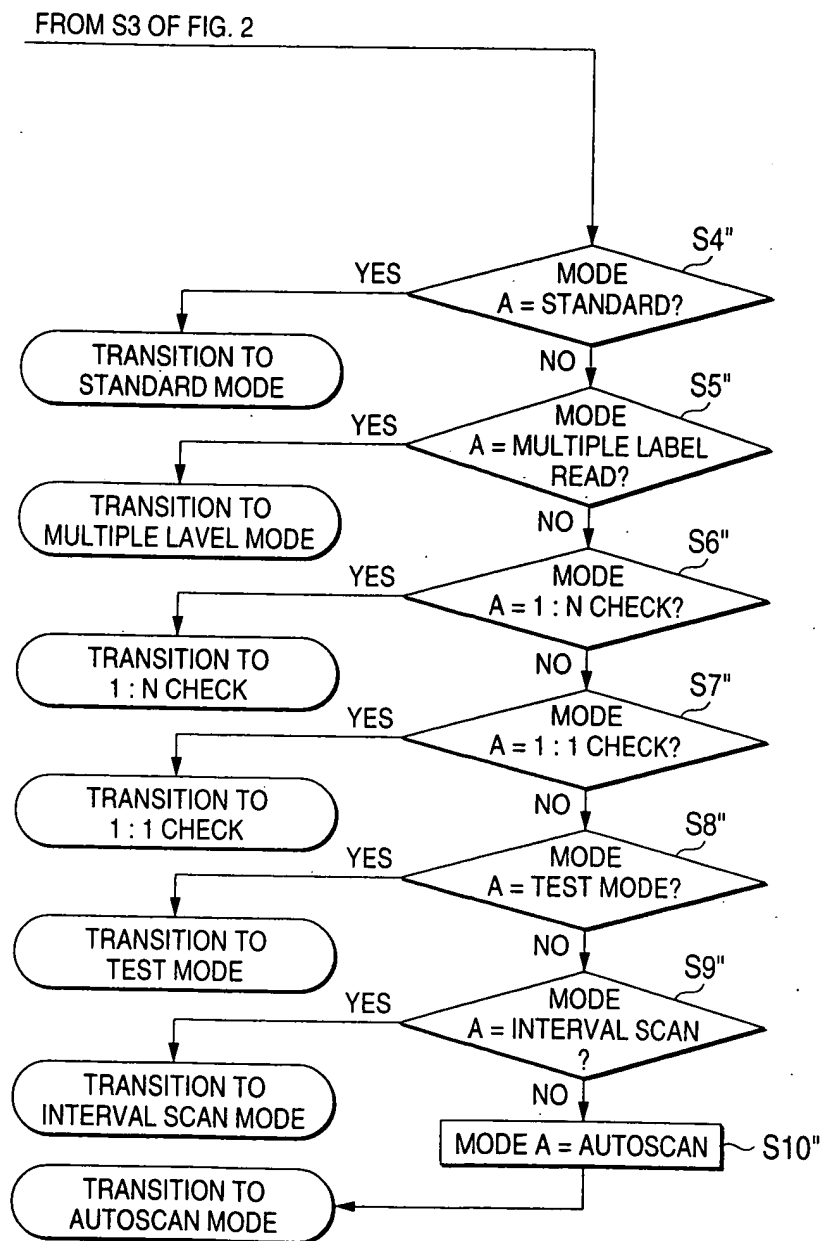 FROM S3 OF FIG. 2
S4"
MODE
A = STANDARD?
YES
NO
TRANSITION TO
STANDARD MODE
S5"
MODE
A = MULTIPLE LABEL
READ?
YES
NO
TRANSITION TO
MULTIPLE LAVEL MODE
S6"
MODE
A = 1 : N CHECK?
YES
NO
TRANSITION TO
1 : N CHECK
S7"
MODE
A = 1 : 1 CHECK?
YES
NO
TRANSITION TO
1 : 1 CHECK
S8"
MODE
A = TEST MODE?
YES
NO
TRANSITION TO
TEST MODE
S9"
MODE
A = INTERVAL SCAN
?
YES
NO
TRANSITION TO
INTERVAL SCAN MODE
MODE A = AUTOSCAN
S10"
TRANSITION TO
AUTOSCAN MODE